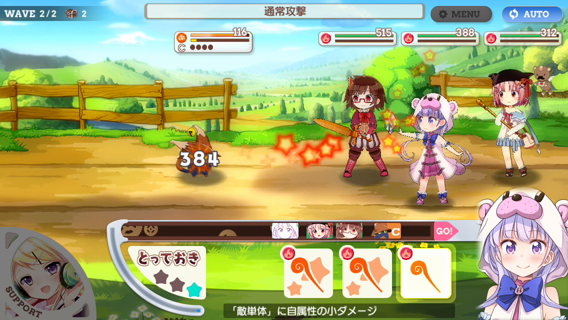 WAVE 2/2 2
通常攻撃
MENU
AUTO
116
C
515
388
312
384
C GO!
とっておき
SUPPORT
「敵単体」に自属性の小ダメージ